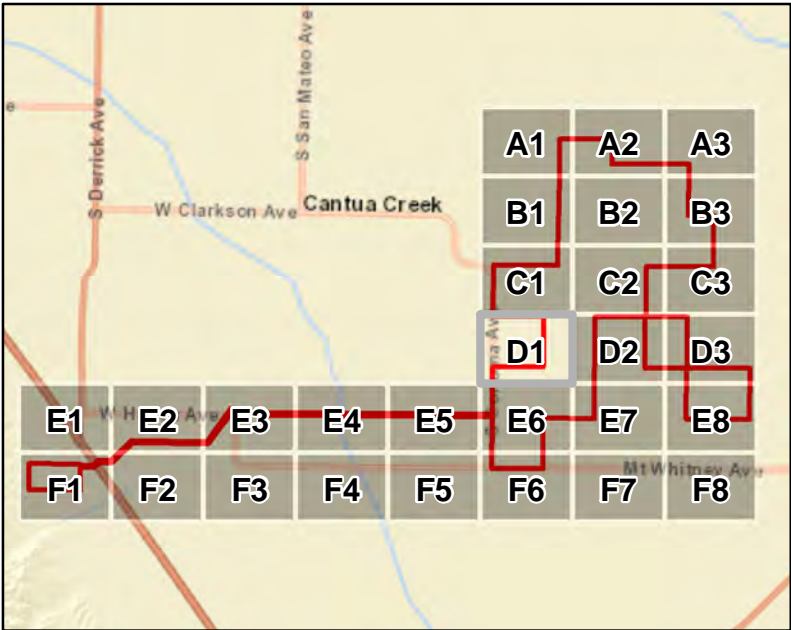 S San Mateo Ave
e
S Derrick Ave
A1 A2 A3
W Clarkson Ave Cantua Creek
B1 B2 B3
C1 C2 C3
D1 D2 D3
W H Ave
E1 E2 E3 E4 E5 E6 E7 E8
Mt Whitney Ave
F1 F2 F3 F4 F5 F6 F7 F8